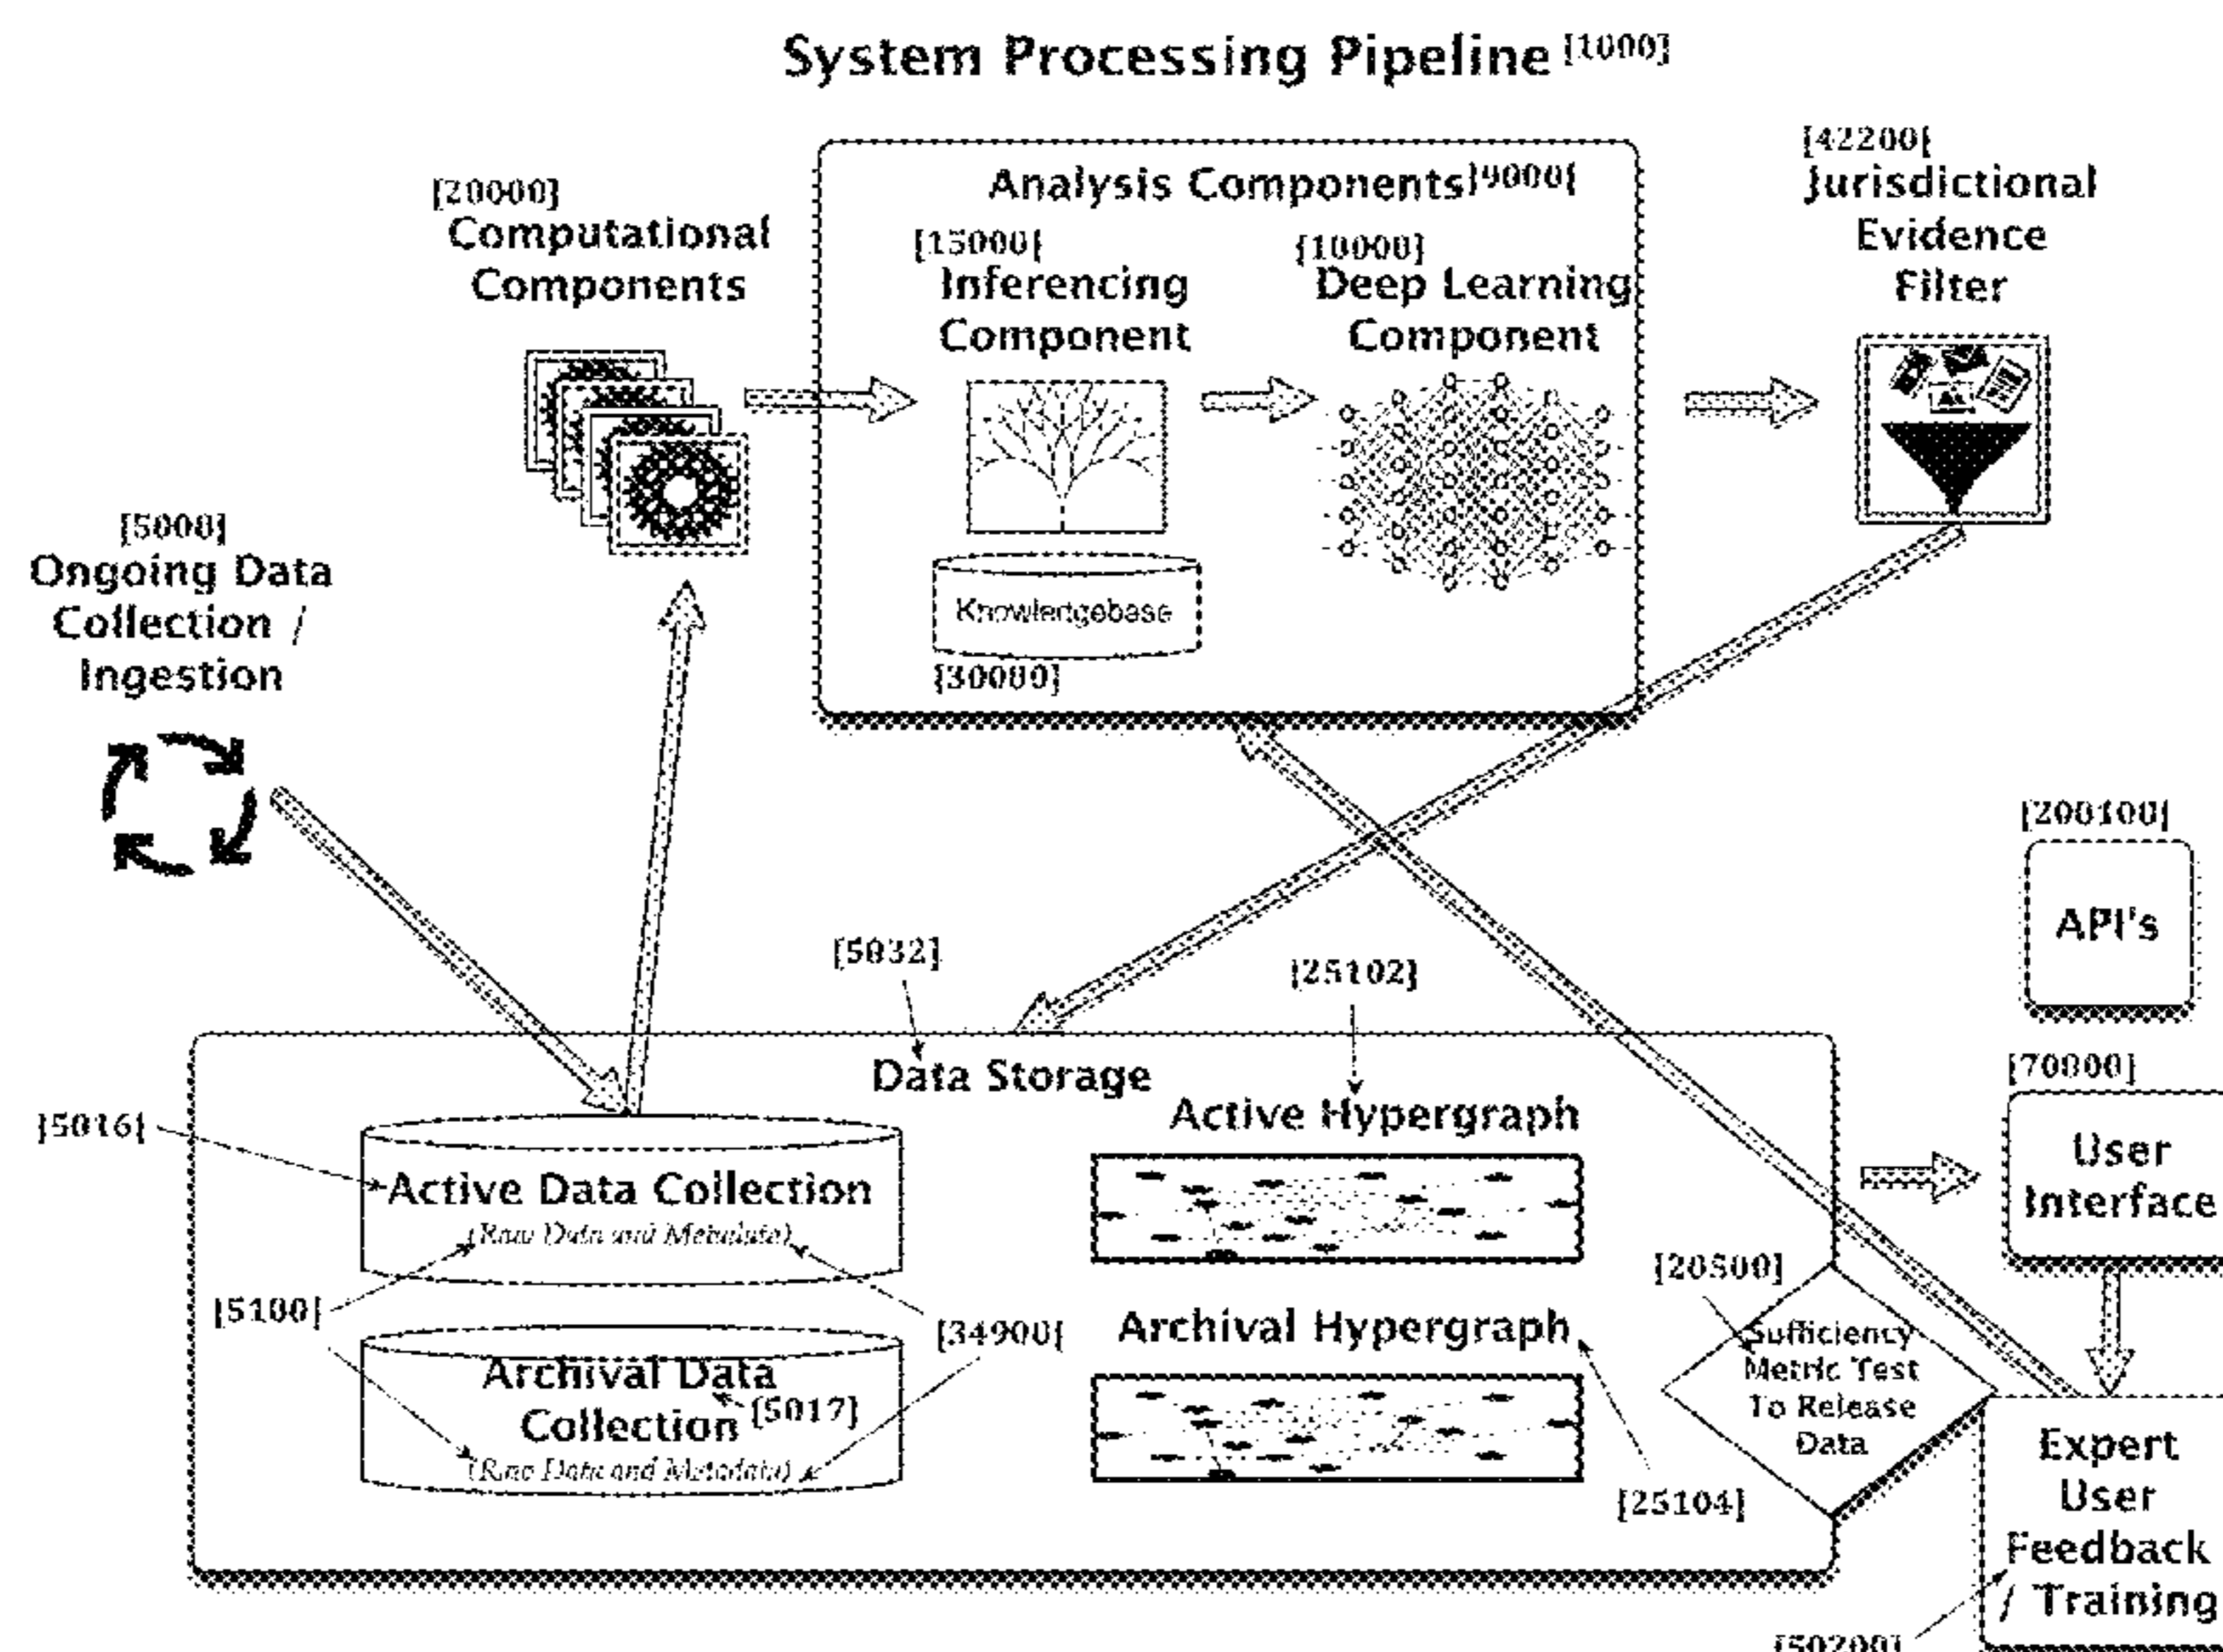 System Processing Pipeline [1000]
[20000]
Computational
Components
Analysis Components [9000]
[15000]
Inferencing
Component
[10000]
Deep Learning
Component
Knowledgebase
[30000]
[42200]
Jurisdictional
Evidence
Filter
[5000]
Ongoing Data
Collection /
Ingestion
[200100]
API's
[5032]
[25102]
Data Storage
[5016]
Active Data Collection
(Raw Data and Metadata)
[5100]
[34900]
Archival Data
Collection [5017]
(Raw Data and Metadata)
Active Hypergraph
Archival Hypergraph
[25104]
[20500]
Sufficiency
Metric Test
To Release
Data
[70800]
User
Interface
Expert
User
Feedback
/ Training
[50200]